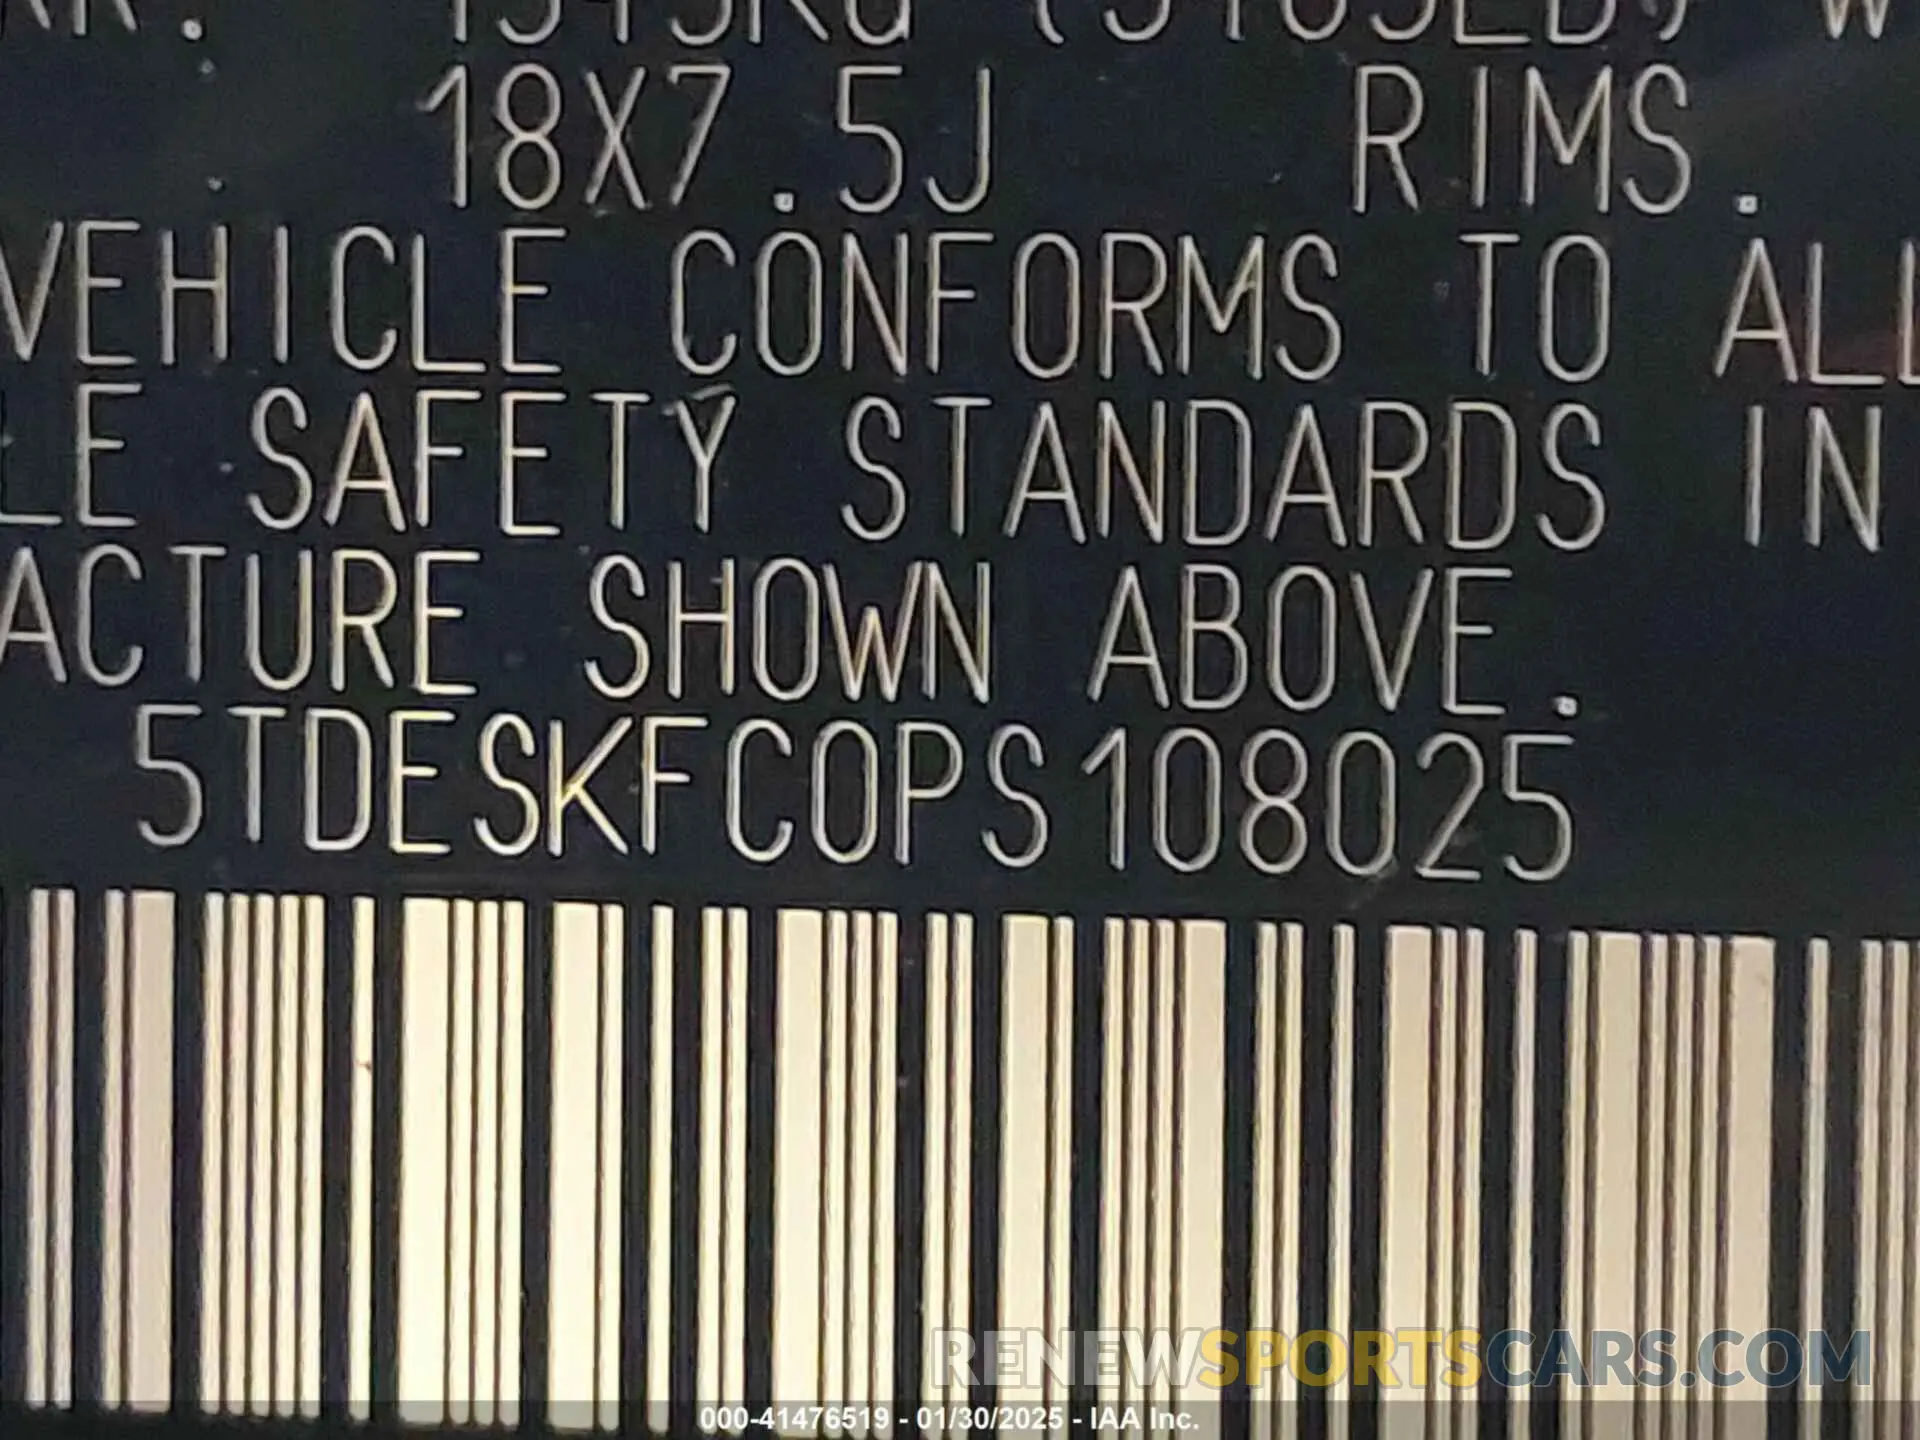 18X7.5J RIMS.
VEHICLE CONFORMS TO ALL
LE SAFETY STANDARDS IN
ACTURE SHOWN ABOVE.
5TDESKFC0PS108025
RENEWSPORTSCARS.COM
000-41476519 - 01/30/2025 - IAA Inc.